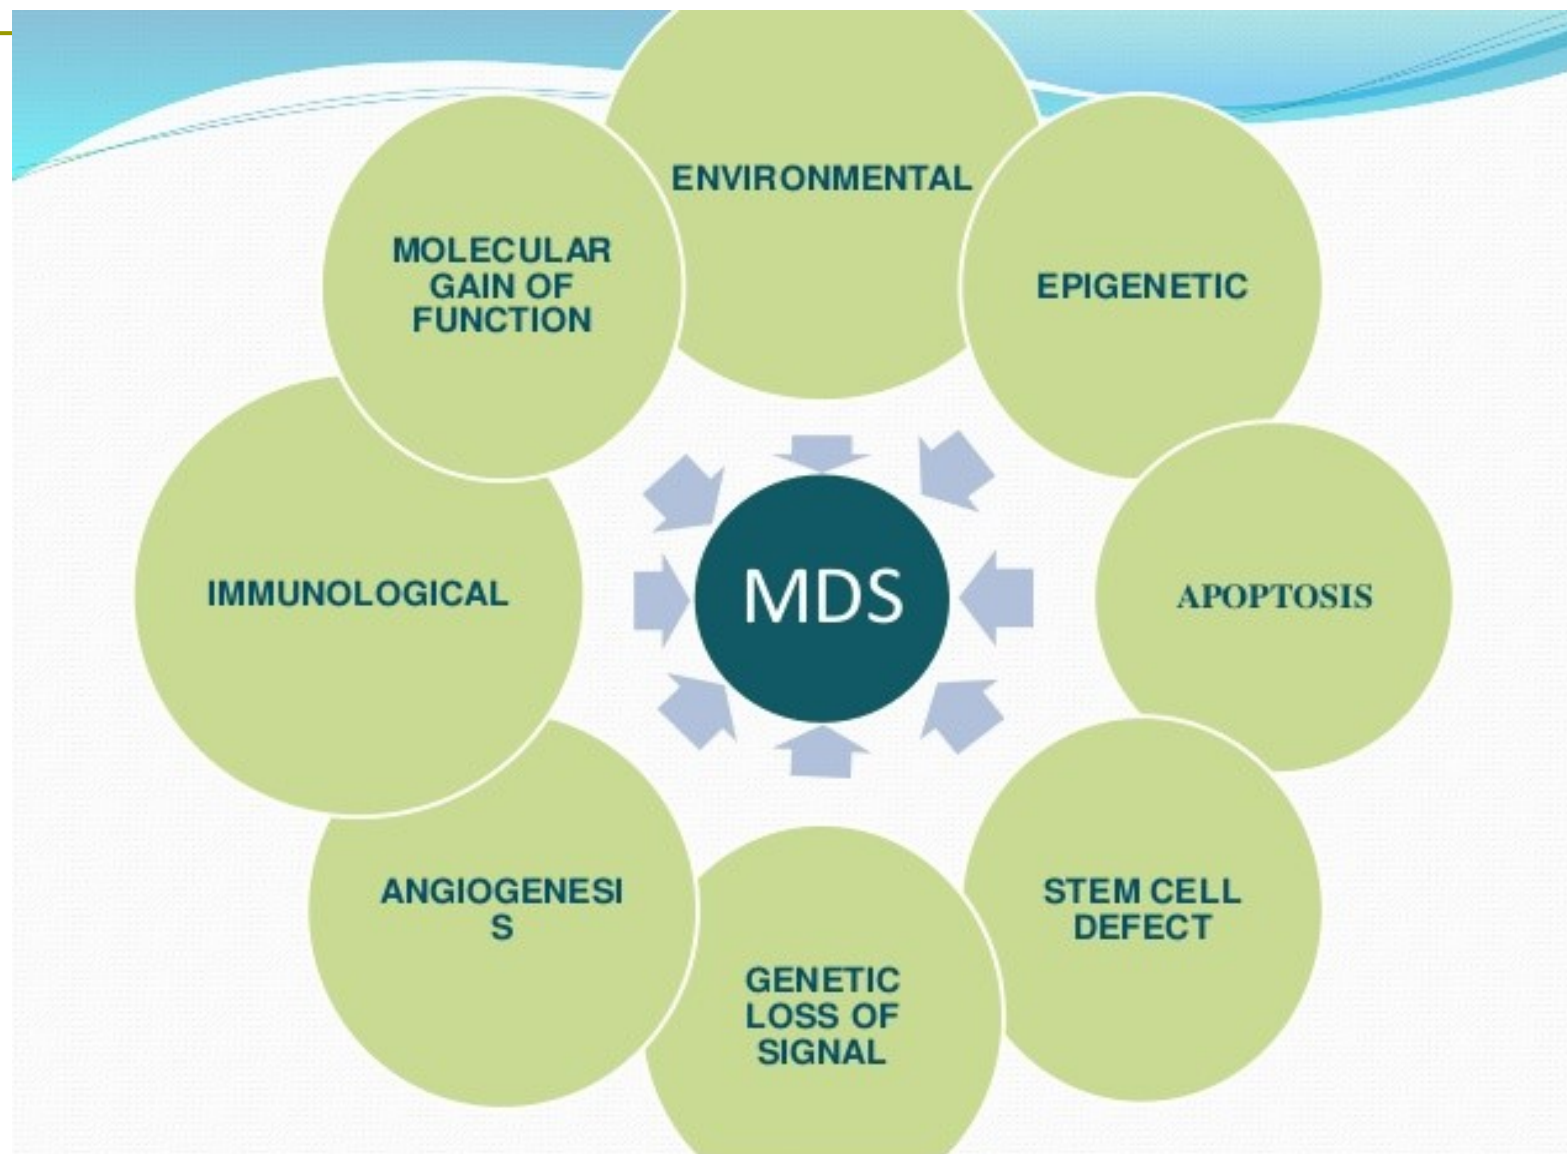 ENVIRONMENTAL
EPIGENETIC
APOPTOSIS
STEM CELL
DEFECT
GENETIC
LOSS OF
SIGNAL
ANGIOGENESI
S
IMMUNOLOGICAL
MOLECULAR
GAIN OF
FUNCTION
MDS